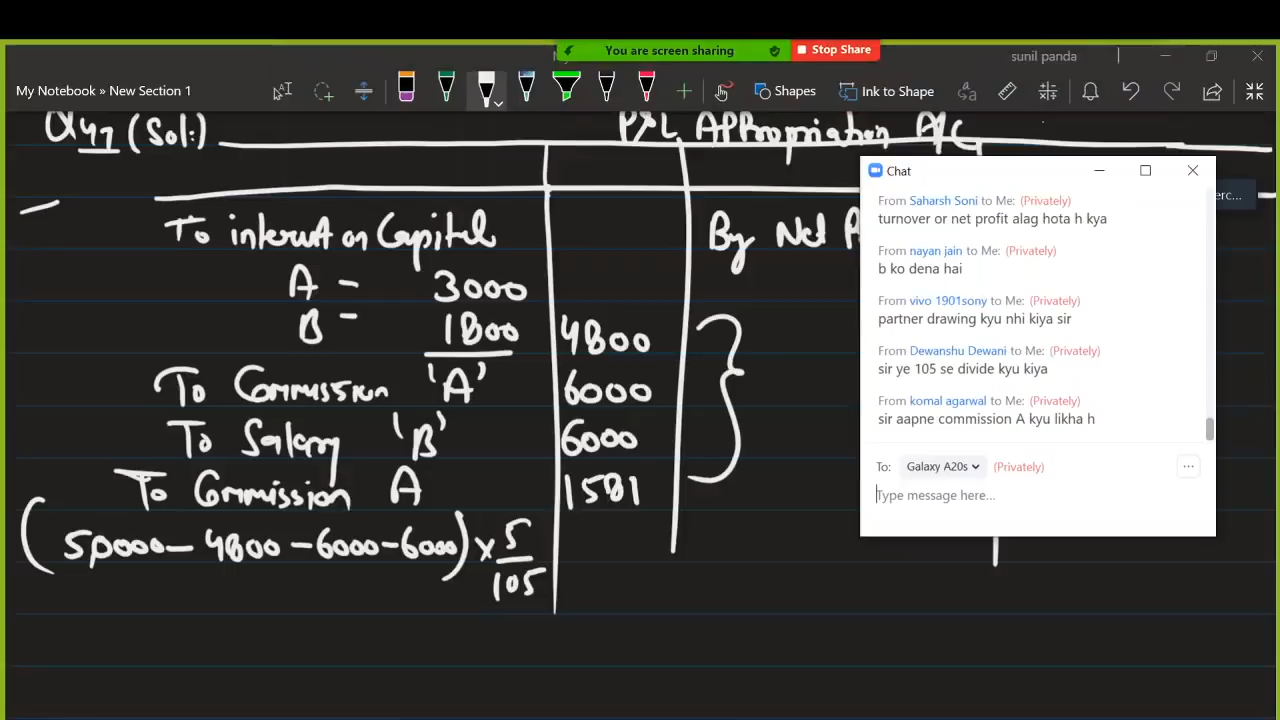 You are screen sharing
Stop Share
sunil panda
My Notebook » New Section 1
Shapes
Ink to Shape
Q47 (Sol:)
P&L Appropriation A/C
To interest on Capital
A - 3000
B = 1800 4800
To Commission 'A' 6000
To Salary 'B' 6000
To Commission A 1581
(50000 - 4800 - 6000 - 6000) × 5/105
By Net P
erc...
Chat
From Saharsh Soni to Me: (Privately)
turnover or net profit alag hota h kya
From nayan jain to Me: (Privately)
b ko dena hai
From vivo 1901sony to Me: (Privately)
partner drawing kyu nhi kiya sir
From Dewanshu Dewani to Me: (Privately)
sir ye 105 se divide kyu kiya
From komal agarwal to Me: (Privately)
sir aapne commission A kyu likha h
To: Galaxy A20s (Privately)
Type message here...